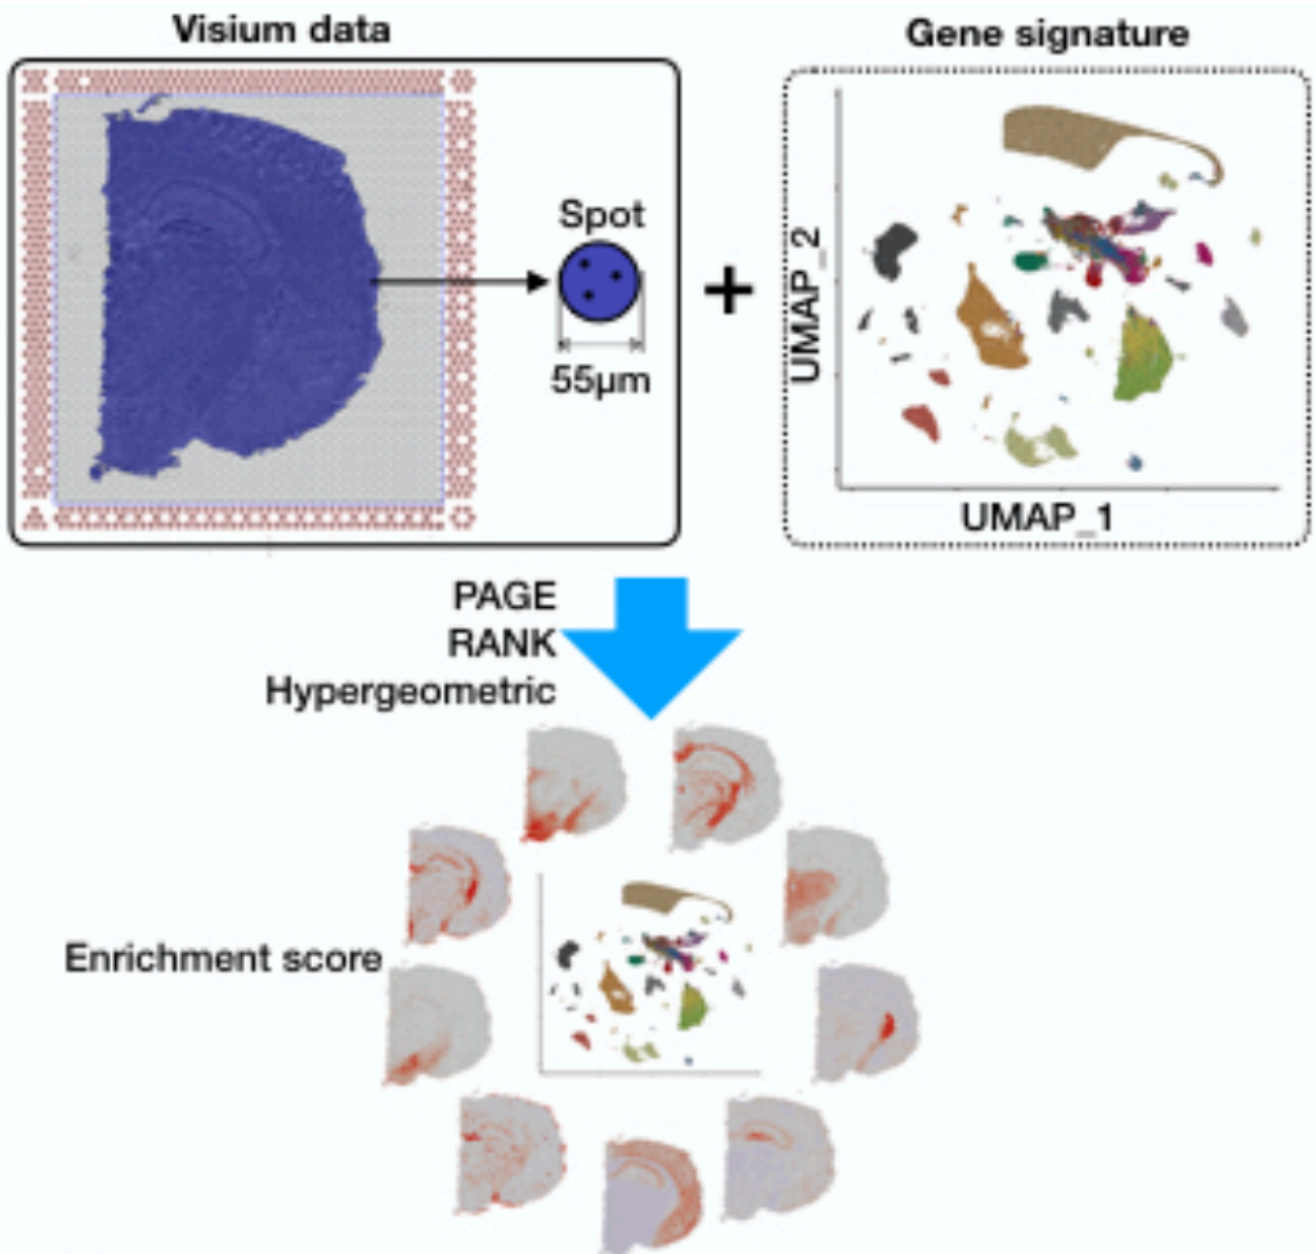 Visium data
Gene signature
Spot
55μm
+
UMAP_2
UMAP_1
PAGE
RANK
Hypergeometric
Enrichment score